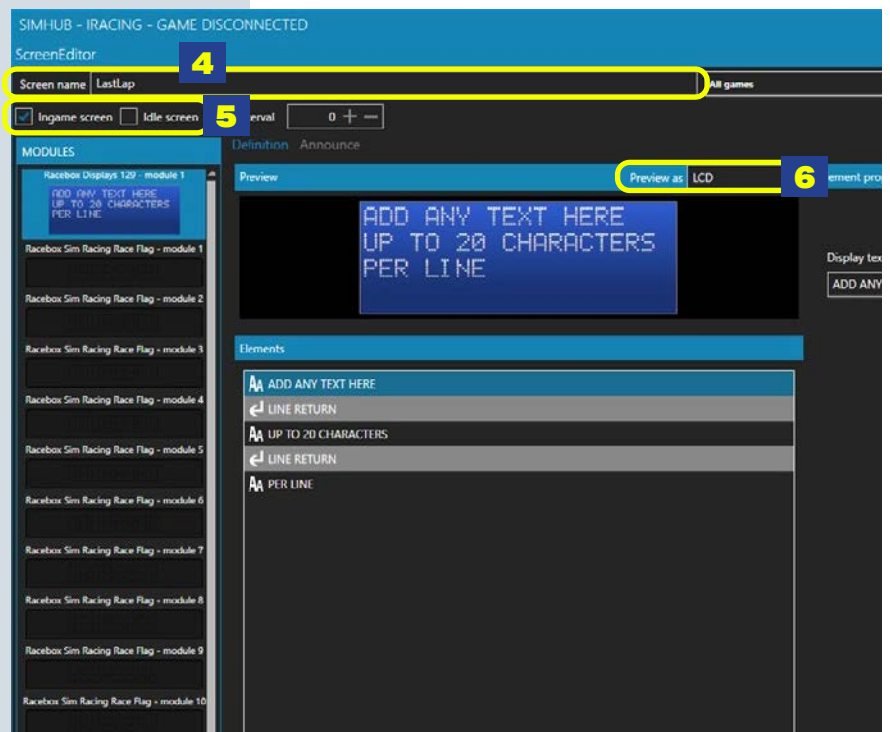 SIMHUB - IRACING - GAME DISCONNECTED
ScreenEditor
4
Screen name LastLap All games
Ingame screen Idle screen 5 erval 0 + −
MODULES
Definition Announce
Racebox Displays 129 - module 1
ADD ANY TEXT HERE
UP TO 20 CHARACTERS
PER LINE
Racebox Sim Racing Race Flag - module 1
Racebox Sim Racing Race Flag - module 2
Racebox Sim Racing Race Flag - module 3
Racebox Sim Racing Race Flag - module 4
Racebox Sim Racing Race Flag - module 5
Racebox Sim Racing Race Flag - module 6
Racebox Sim Racing Race Flag - module 7
Racebox Sim Racing Race Flag - module 8
Racebox Sim Racing Race Flag - module 9
Racebox Sim Racing Race Flag - module 10
Preview Preview as LCD 6 ement pro
ADD ANY TEXT HERE
UP TO 20 CHARACTERS
PER LINE
Display tex
ADD ANY
Elements
AA ADD ANY TEXT HERE
LINE RETURN
AA UP TO 20 CHARACTERS
LINE RETURN
AA PER LINE